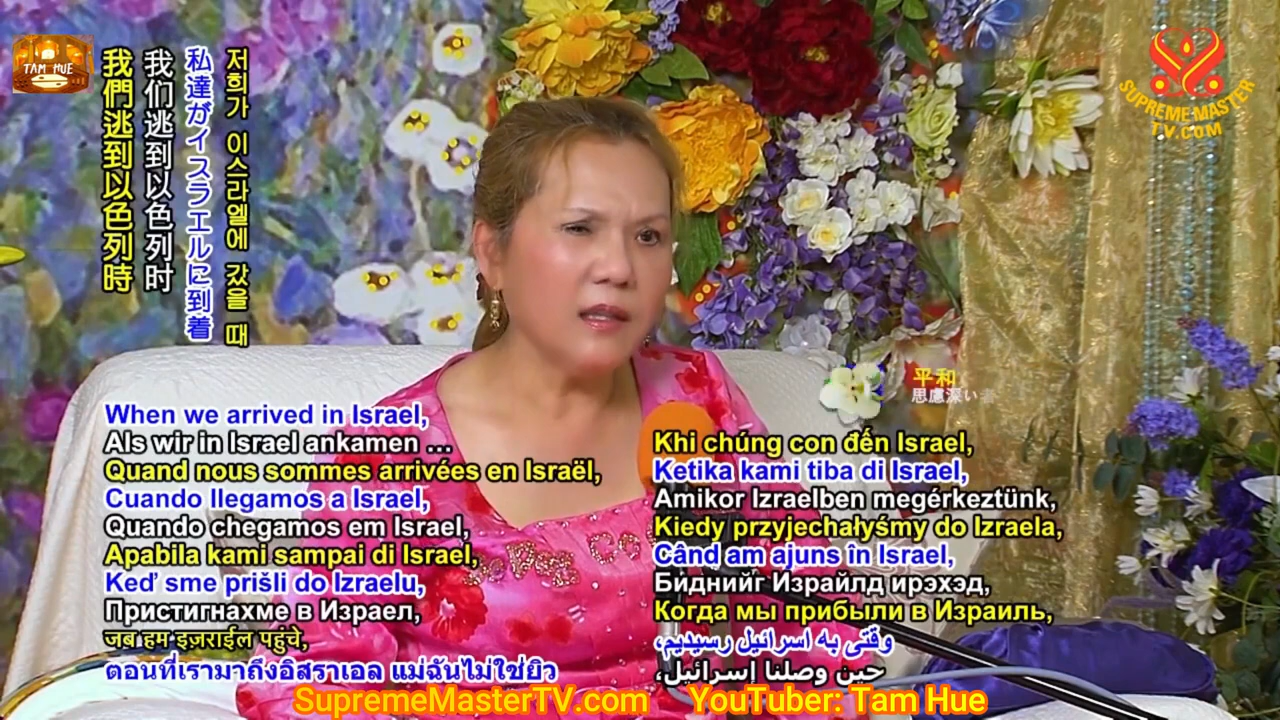 TAM HUE
我們逃到以色列時
我们逃到以色列时
私達がイスラエルに到着
저희가 이스라엘에 갔을 때
SUPREME MASTER
TV.COM
平和
思慮深い者
When we arrived in Israel,
Als wir in Israel ankamen ...
Quand nous sommes arrivées en Israël,
Cuando llegamos a Israel,
Quando chegamos em Israel,
Apabila kami sampai di Israel,
Keď sme prišli do Izraelu,
Пристигнахме в Израел,
जब हम इज़राईल पहुंचे,
ตอนที่เรามาถึงอิสราเอล แม่ฉันไม่ใช่ยิว
Khi chúng con đến Israel,
Ketika kami tiba di Israel,
Amikor Izraelben megérkeztünk,
Kiedy przyjechałyśmy do Izraela,
Când am ajuns în Israel,
Биднийг Израйлд ирэхэд,
Когда мы прибыли в Израиль,
وقتی به اسرائیل رسیدیم،
حين وصلنا إسرائيل،
SupremeMasterTV.com YouTuber: Tam Hue